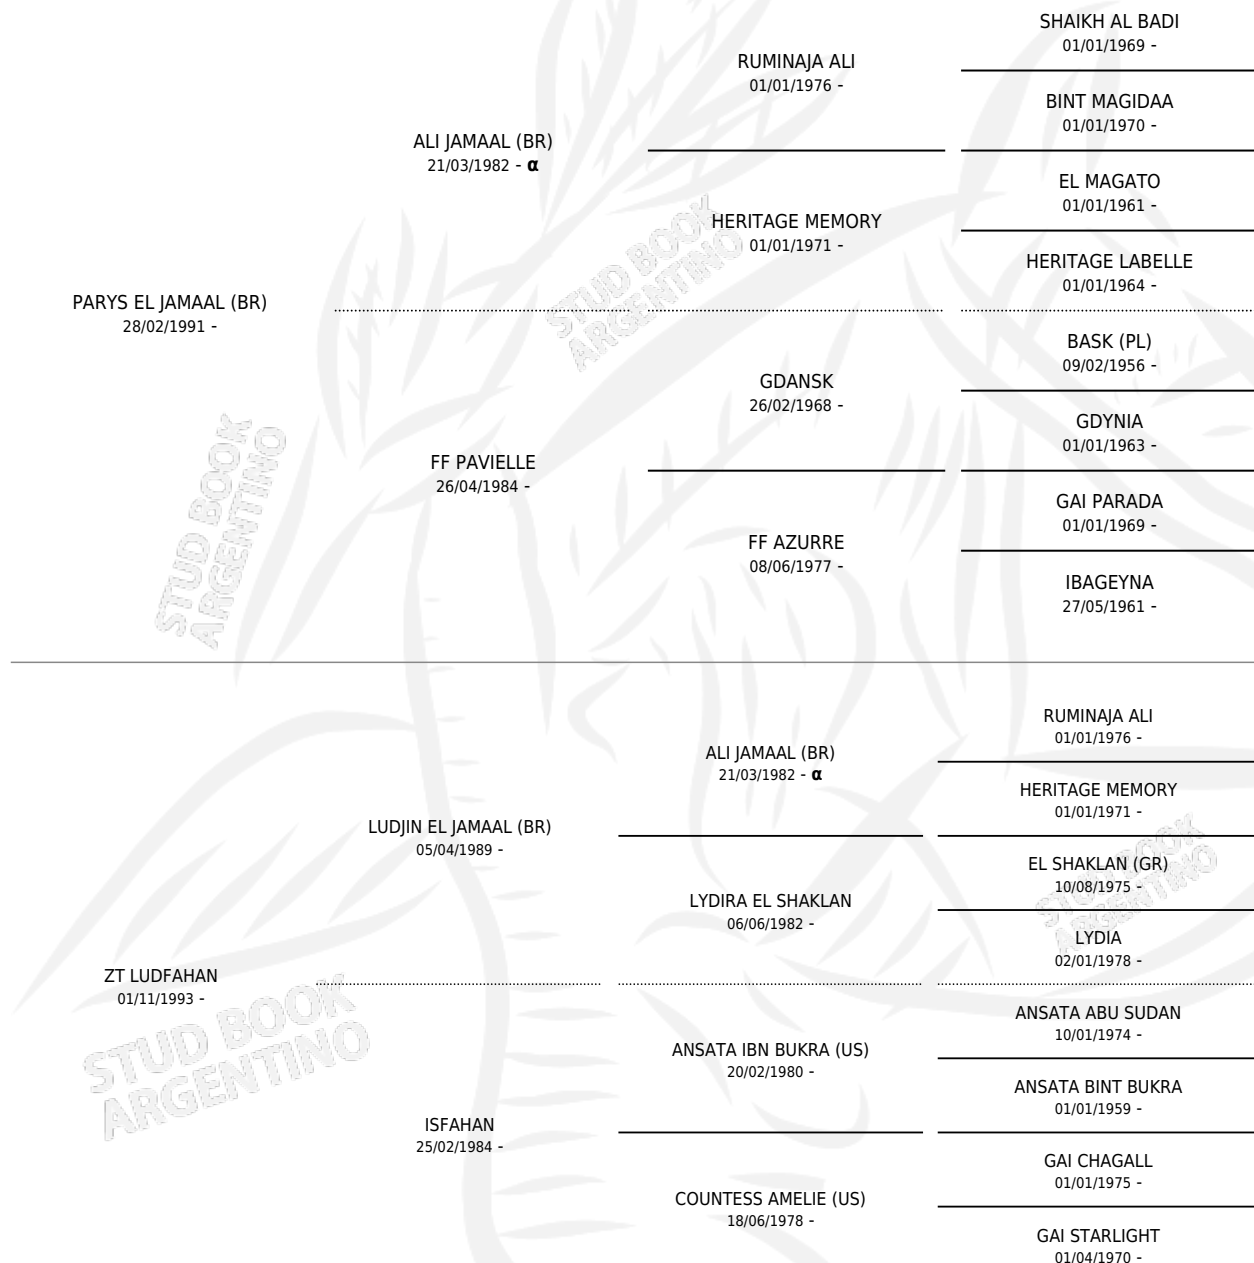 SHAIKH AL BADI
01/01/1969 -
RUMINAJA ALI
01/01/1976 -
BINT MAGIDAA
01/01/1970 -
ALI JAMAAL (BR)
21/03/1982 - α
EL MAGATO
01/01/1961 -
HERITAGE MEMORY
01/01/1971 -
HERITAGE LABELLE
01/01/1964 -
PARYS EL JAMAAL (BR)
28/02/1991 -
BASK (PL)
09/02/1956 -
GDANSK
26/02/1968 -
GDYNIA
01/01/1963 -
FF PAVIELLE
26/04/1984 -
GAI PARADA
01/01/1969 -
FF AZURRE
08/06/1977 -
IBAGEYNA
27/05/1961 -
STUD BOOK
ARGENTINO
STUD BOOK
ARGENTINO
RUMINAJA ALI
01/01/1976 -
ALI JAMAAL (BR)
21/03/1982 - α
HERITAGE MEMORY
01/01/1971 -
LUDJIN EL JAMAAL (BR)
05/04/1989 -
EL SHAKLAN (GR)
10/08/1975 -
LYDIRA EL SHAKLAN
06/06/1982 -
LYDIA
02/01/1978 -
STUD BOOK
ARGENTINO
ZT LUDFAHAN
01/11/1993 -
ANSATA ABU SUDAN
10/01/1974 -
ANSATA IBN BUKRA (US)
20/02/1980 -
ANSATA BINT BUKRA
01/01/1959 -
ISFAHAN
25/02/1984 -
GAI CHAGALL
01/01/1975 -
COUNTESS AMELIE (US)
18/06/1978 -
GAI STARLIGHT
01/04/1970 -
STUD BOOK
ARGENTINO